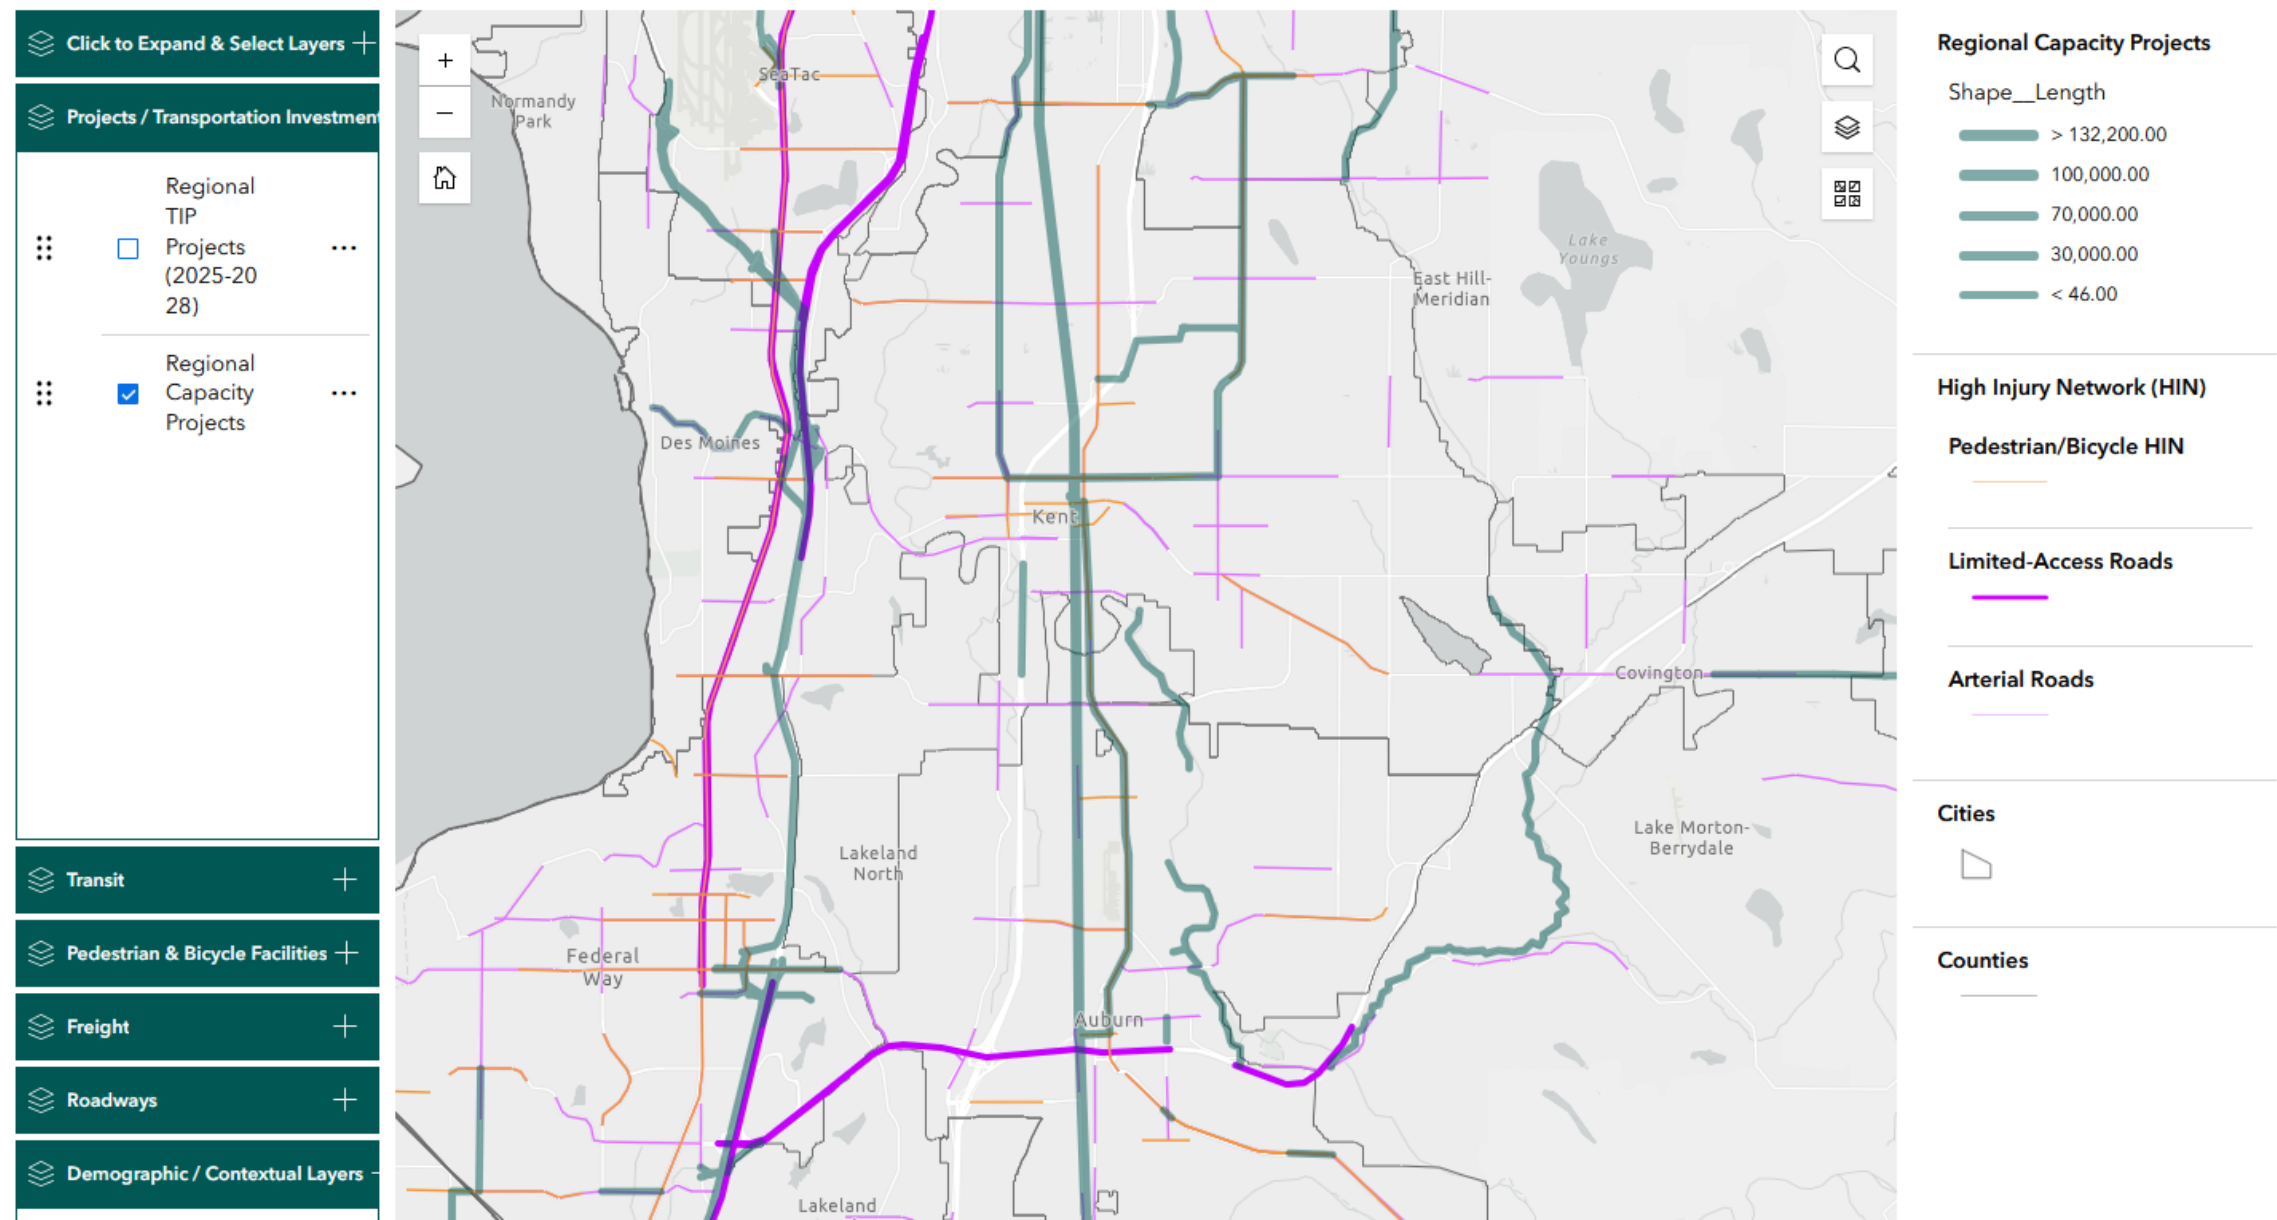 Click to Expand & Select Layers
Projects / Transportation Investment
Regional
TIP
Projects
(2025-20
28)
Regional
Capacity
Projects
Transit
Pedestrian & Bicycle Facilities
Freight
Roadways
Demographic / Contextual Layers
SeaTac
Normandy
Park
Lake
Youngs
East Hill-
Meridian
Des Moines
Kent
Covington
Lake Morton-
Berrydale
Lakeland
North
Federal
Way
Auburn
Lakeland
Regional Capacity Projects
Shape__Length
> 132,200.00
100,000.00
70,000.00
30,000.00
< 46.00
High Injury Network (HIN)
Pedestrian/Bicycle HIN
Limited-Access Roads
Arterial Roads
Cities
Counties